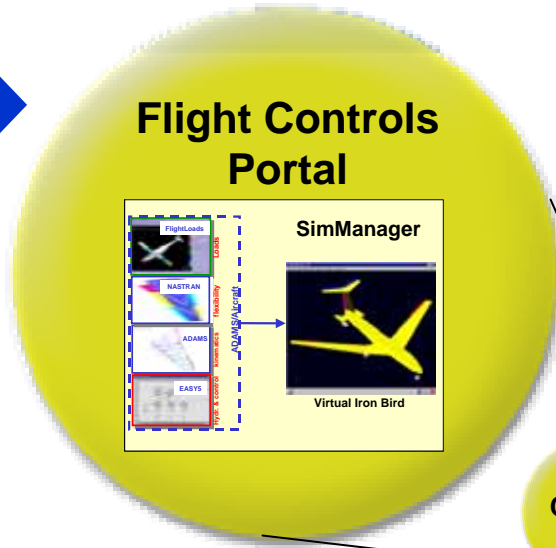 Flight Controls
Portal
SimManager
FlightLoads
Loads
NASTRAN
flexibility
ADAMS
kinematics
EASY5
Hydr. & control
ADAMS/Aircraft
Virtual Iron Bird